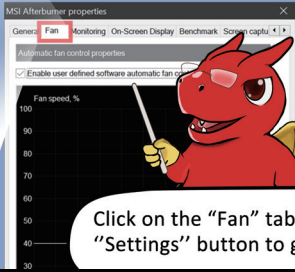 MSI Afterburner properties
General Fan Monitoring On-Screen Display Benchmark Screen captu
Automatic fan control properties
Enable user defined software automatic fan
Fan speed, %
100
90
80
70
60
50
40
30
Click on the “Fan” tab
‘‘Settings’’ button to g